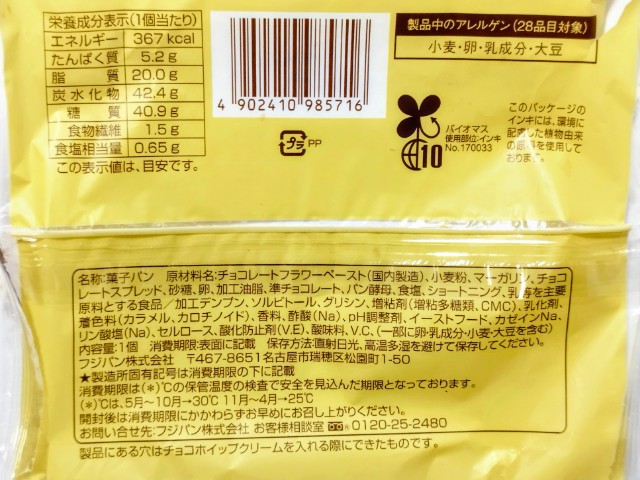 栄養成分表示(1個当たり)
エネルギー 367 kcal
たんぱく質 5.2 g
脂質 20.0 g
炭水化物 42.4 g
糖質 40.9 g
食物繊維 1.5 g
食塩相当量 0.65 g
この表示値は、目安です。
4 902410 985716
プラ PP
製品中のアレルゲン(28品目対象)
小麦・卵・乳成分・大豆
バイオマス
使用部位:インキ
No.170033
10
このパッケージの
インキには、環境に
配慮した植物由来
の原料を使用して
おります。
名称:菓子パン 原材料名:チョコレートフラワーペースト(国内製造)、小麦粉、マーガリン、チョコ
レートスプレッド、砂糖、卵、加工油脂、準チョコレート、パン酵母、食塩、ショートニング、乳等を主要
原料とする食品/加工デンプン、ソルビトール、グリシン、増粘剤(増粘多糖類、CMC)、乳化剤、
着色料(カラメル、カロチノイド)、香料、酢酸(Na)、pH調整剤、イーストフード、カゼインNa、
リン酸塩(Na)、セルロース、酸化防止剤(V.E)、酸味料、V.C、(一部に卵・乳成分・小麦・大豆を含む)
内容量:1個 消費期限:表面に記載 保存方法:直射日光、高温多湿を避けて保存してください。
フジパン株式会社 〒467-8651名古屋市瑞穂区松園町1-50
★製造所固有記号は消費期限の下に記載
消費期限は(*)℃の保管温度の検査で安全を見込んだ期限となっております。
(*)℃は、5月〜10月→30℃ 11月〜4月→25℃
開封後は消費期限にかかわらずお早めにお召し上がりください。
お問い合せ先:フジパン株式会社 お客様相談室 0120-25-2480
製品にある穴はチョコホイップクリームを入れる際にできたものです。